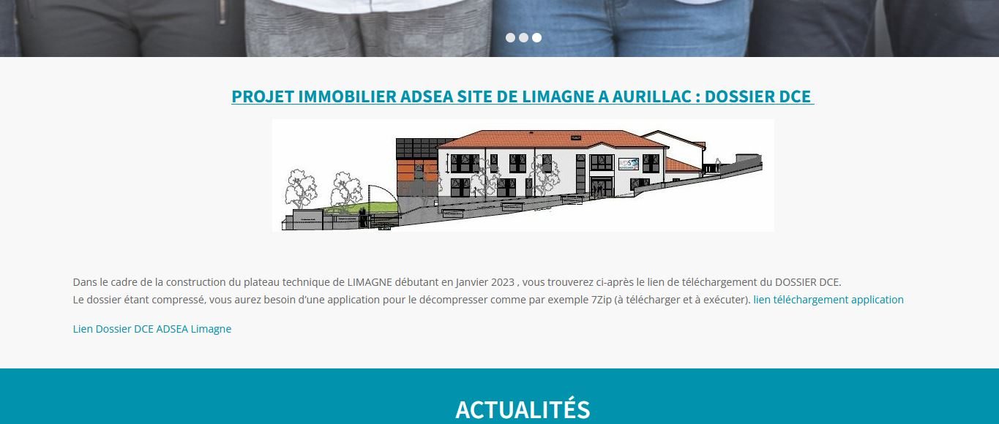 PROJET IMMOBILIER ADSEA SITE DE LIMAGNE A AURILLAC : DOSSIER DCE
Dans le cadre de la construction du plateau technique de LIMAGNE débutant en Janvier 2023 , vous trouverez ci-après le lien de téléchargement du DOSSIER DCE.
Le dossier étant compressé, vous aurez besoin d’une application pour le décompresser comme par exemple 7Zip (à télécharger et à exécuter). lien téléchargement application
Lien Dossier DCE ADSEA Limagne
ACTUALITÉS